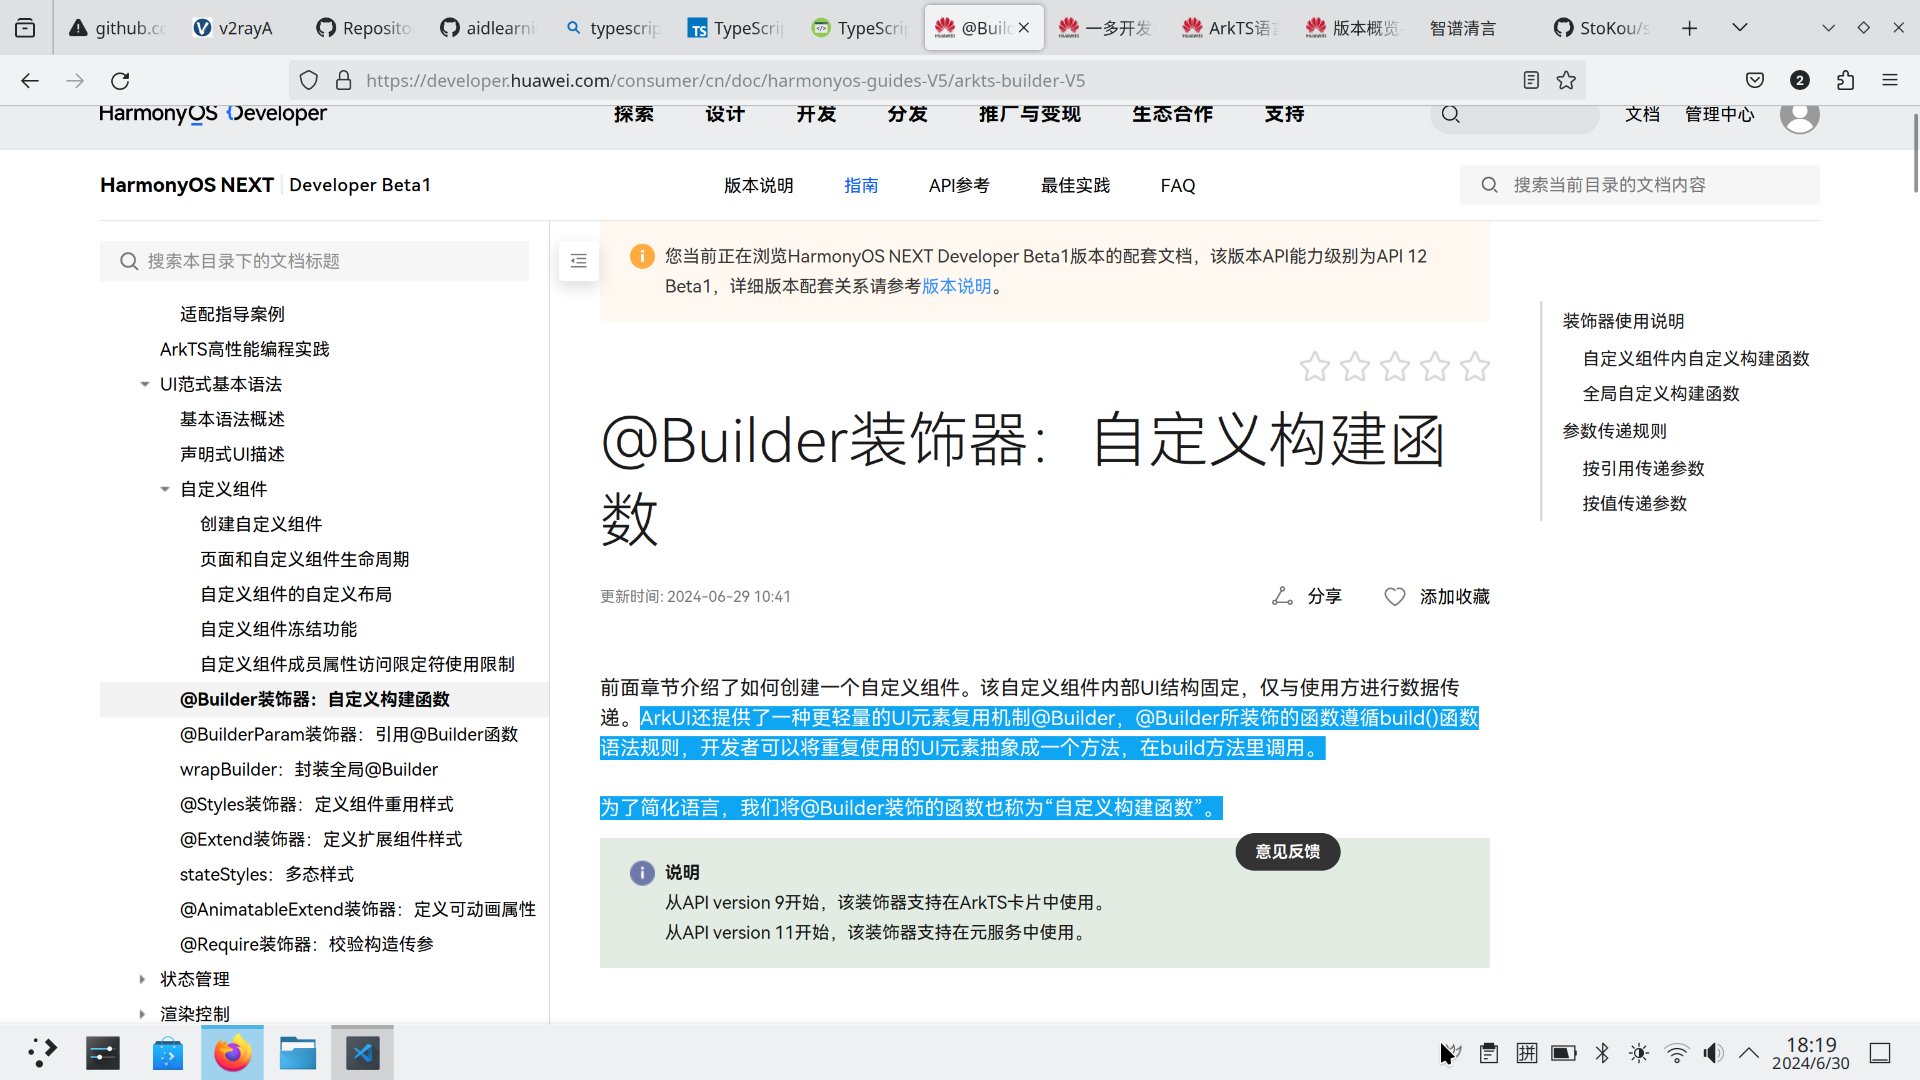 github.co
v2rayA
Reposito
aidlearni
typescrip
TypeScrip
TypeScrip
@Buil
一多开发
ArkTS语言
版本概览
智谱清言
StoKou/s
https://developer.huawei.com/consumer/cn/doc/harmonyos-guides-V5/arkts-builder-V5
2
HarmonyOS Developer
探索
设计
开发
分发
推广与变现
生态合作
支持
文档
管理中心
HarmonyOS NEXT
Developer Beta1
版本说明
指南
API参考
最佳实践
FAQ
搜索当前目录的文档内容
搜索本目录下的文档标题
适配指导案例
ArkTS高性能编程实践
UI范式基本语法
基本语法概述
声明式UI描述
自定义组件
创建自定义组件
页面和自定义组件生命周期
自定义组件的自定义布局
自定义组件冻结功能
自定义组件成员属性访问限定符使用限制
@Builder装饰器：自定义构建函数
@BuilderParam装饰器：引用@Builder函数
wrapBuilder：封装全局@Builder
@Styles装饰器：定义组件重用样式
@Extend装饰器：定义扩展组件样式
stateStyles：多态样式
@AnimatableExtend装饰器：定义可动画属性
@Require装饰器：校验构造传参
状态管理
渲染控制
您当前正在浏览HarmonyOS NEXT Developer Beta1版本的配套文档，该版本API能力级别为API 12
Beta1，详细版本配套关系请参考版本说明。
@Builder装饰器：自定义构建函
数
更新时间: 2024-06-29 10:41
分享
添加收藏
前面章节介绍了如何创建一个自定义组件。该自定义组件内部UI结构固定，仅与使用方进行数据传
递。ArkUI还提供了一种更轻量的UI元素复用机制@Builder，@Builder所装饰的函数遵循build()函数
语法规则，开发者可以将重复使用的UI元素抽象成一个方法，在build方法里调用。
为了简化语言，我们将@Builder装饰的函数也称为“自定义构建函数”。
意见反馈
说明
从API version 9开始，该装饰器支持在ArkTS卡片中使用。
从API version 11开始，该装饰器支持在元服务中使用。
装饰器使用说明
自定义组件内自定义构建函数
全局自定义构建函数
参数传递规则
按引用传递参数
按值传递参数
拼
18:19
2024/6/30